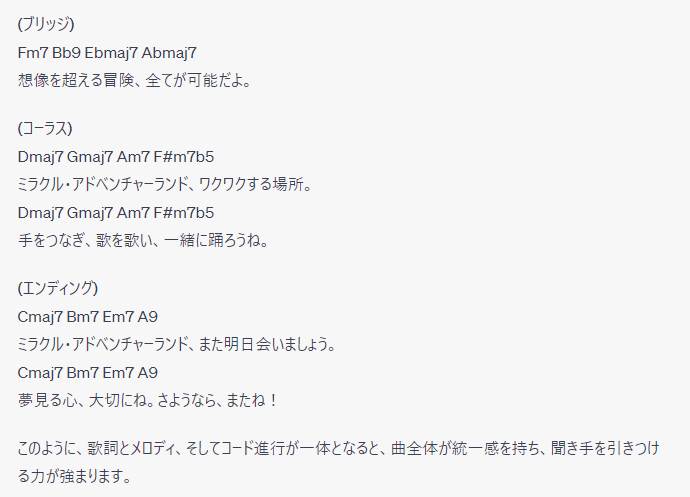 (ブリッジ)
Fm7 Bb9 Ebmaj7 Abmaj7
想像を超える冒険、全てが可能だよ。
(コーラス)
Dmaj7 Gmaj7 Am7 F#m7b5
ミラクル・アドベンチャーランド、ワクワクする場所。
Dmaj7 Gmaj7 Am7 F#m7b5
手をつなぎ、歌を歌い、一緒に踊ろうね。
(エンディング)
Cmaj7 Bm7 Em7 A9
ミラクル・アドベンチャーランド、また明日会いましょう。
Cmaj7 Bm7 Em7 A9
夢見る心、大切にね。さようなら、またね！
このように、歌詞とメロディ、そしてコード進行が一体となると、曲全体が統一感を持ち、聞き手を引きつけ
る力が強まります。